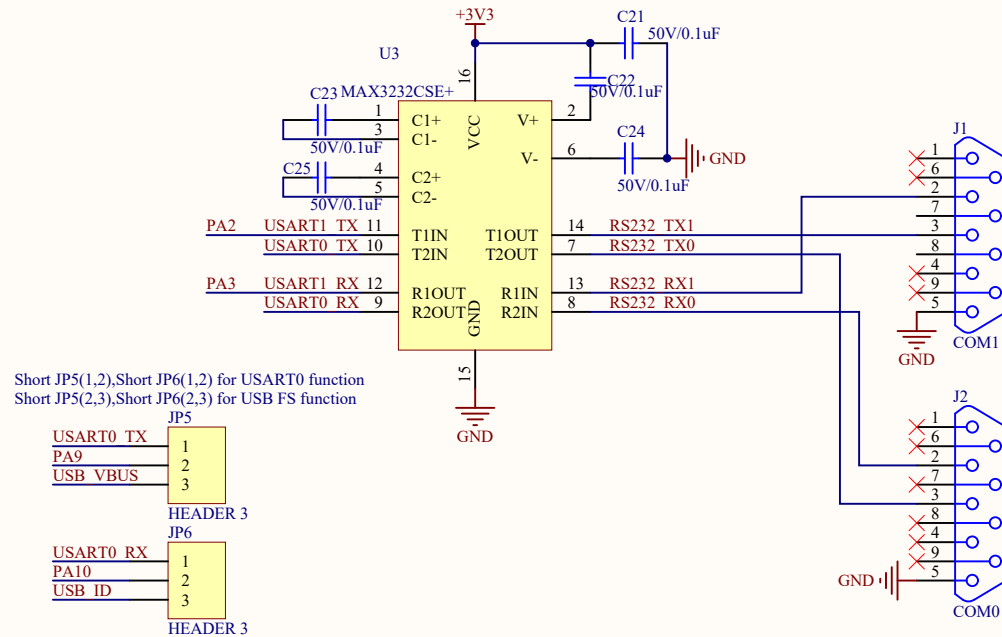 +3V3
C21
50V/0.1uF
U3
16
C22
50V/0.1uF
C23
MAX3232CSE+
1
C1+
VCC
V+
2
3
C1-
50V/0.1uF
C24
C25
4
C2+
V-
6
GND
50V/0.1uF
5
C2-
50V/0.1uF
PA2
USART1_TX
11
T1IN
T1OUT
14
RS232_TX1
USART0_TX
10
T2IN
T2OUT
7
RS232_TX0
PA3
USART1_RX
12
R1OUT
R1IN
13
RS232_RX1
USART0_RX
9
R2OUT
GND
R2IN
8
RS232_RX0
15
GND
J1
1
6
2
7
3
8
4
9
5
GND
COM1
Short JP5(1,2),Short JP6(1,2) for USART0 function
Short JP5(2,3),Short JP6(2,3) for USB FS function
JP5
USART0_TX
1
PA9
2
USB_VBUS
3
HEADER 3
JP6
USART0_RX
1
PA10
2
USB_ID
3
HEADER 3
J2
1
6
2
7
3
8
4
9
GND
5
COM0